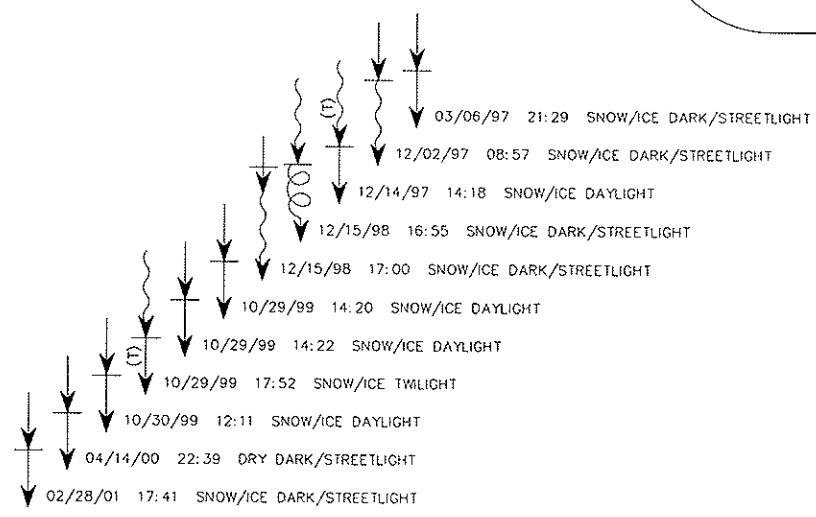 (1)
03/06/97 21:29 SNOW/ICE DARK/STREETLIGHT
12/02/97 08:57 SNOW/ICE DARK/STREETLIGHT
12/14/97 14:18 SNOW/ICE DAYLIGHT
12/15/98 16:55 SNOW/ICE DARK/STREETLIGHT
12/15/98 17:00 SNOW/ICE DARK/STREETLIGHT
10/29/99 14:20 SNOW/ICE DAYLIGHT
10/29/99 14:22 SNOW/ICE DAYLIGHT
(1)
10/29/99 17:52 SNOW/ICE TWILIGHT
10/30/99 12:11 SNOW/ICE DAYLIGHT
04/14/00 22:39 DRY DARK/STREETLIGHT
02/28/01 17:41 SNOW/ICE DARK/STREETLIGHT